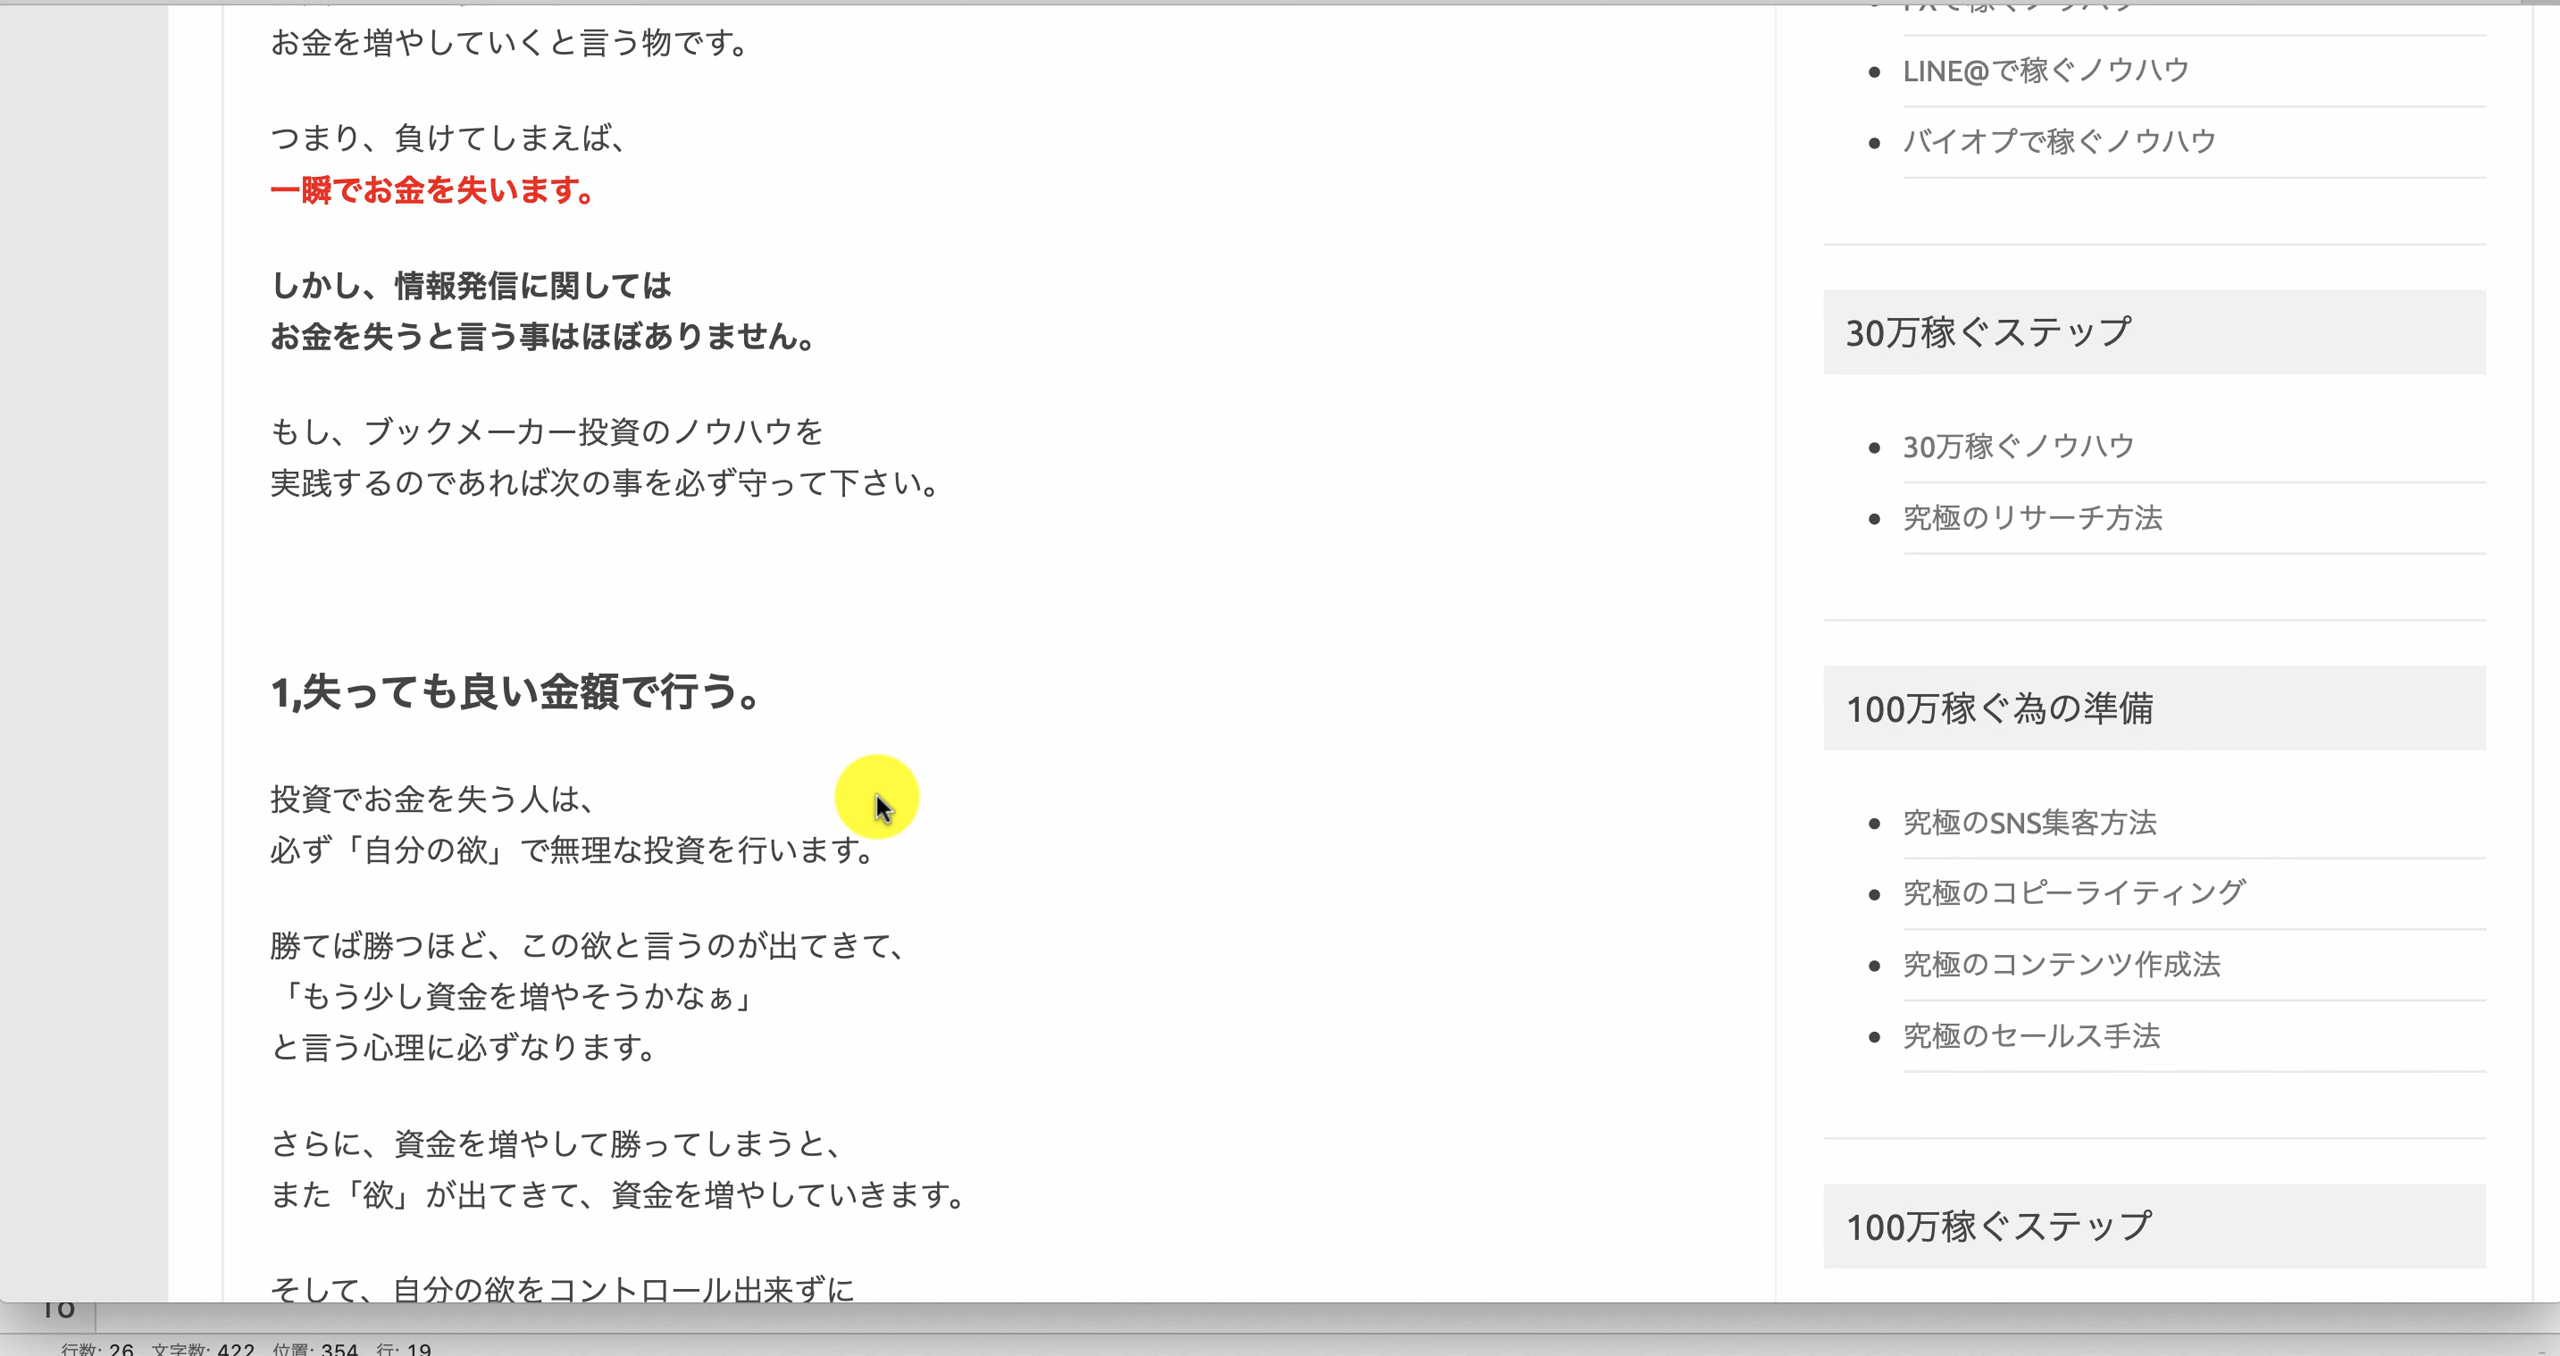 お金を増やしていくと言う物です。
つまり、負けてしまえば、
一瞬でお金を失います。
しかし、情報発信に関しては
お金を失うと言う事はほぼありません。
もし、ブックメーカー投資のノウハウを
実践するのであれば次の事を必ず守って下さい。
1,失っても良い金額で行う。
投資でお金を失う人は、
必ず「自分の欲」で無理な投資を行います。
勝てば勝つほど、この欲と言うのが出てきて、
「もう少し資金を増やそうかなぁ」
と言う心理に必ずなります。
さらに、資金を増やして勝ってしまうと、
また「欲」が出てきて、資金を増やしていきます。
そして、自分の欲をコントロール出来ずに
FXで稼ぐノウハウ
LINE@で稼ぐノウハウ
バイオプで稼ぐノウハウ
30万稼ぐステップ
30万稼ぐノウハウ
究極のリサーチ方法
100万稼ぐ為の準備
究極のSNS集客方法
究極のコピーライティング
究極のコンテンツ作成法
究極のセールス手法
100万稼ぐステップ
行数: 26 文字数: 422 位置: 354 行: 19